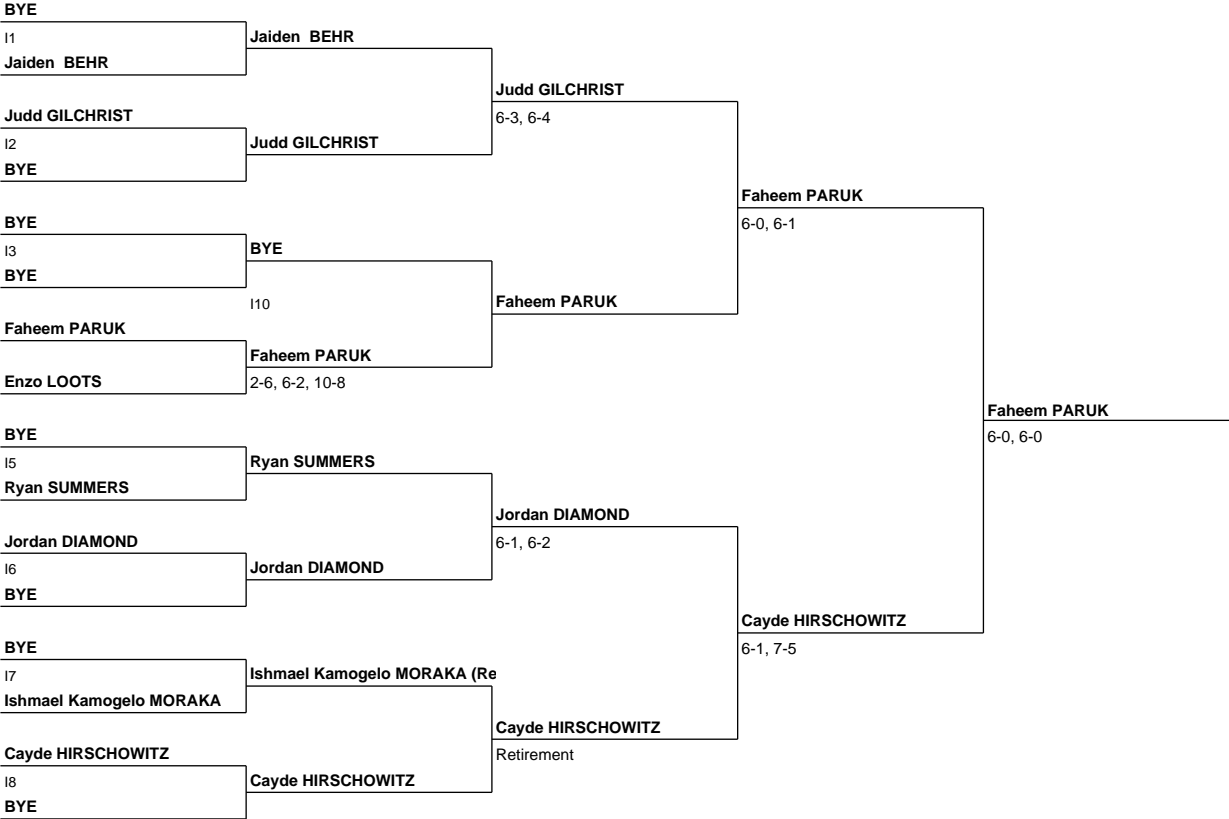 BYE
I1
Jaiden BEHR
Judd GILCHRIST
I2
BYE
BYE
I3
BYE
Faheem PARUK
Enzo LOOTS
BYE
I5
Ryan SUMMERS
Jordan DIAMOND
I6
BYE
BYE
I7
Ishmael Kamogelo MORAKA
Cayde HIRSCHOWITZ
I8
BYE
Jaiden BEHR
Judd GILCHRIST
BYE
I10
Faheem PARUK
2-6, 6-2, 10-8
Ryan SUMMERS
Jordan DIAMOND
Ishmael Kamogelo MORAKA (Re
Cayde HIRSCHOWITZ
Judd GILCHRIST
6-3, 6-4
Faheem PARUK
Jordan DIAMOND
6-1, 6-2
Cayde HIRSCHOWITZ
Retirement
Faheem PARUK
6-0, 6-1
Cayde HIRSCHOWITZ
6-1, 7-5
Faheem PARUK
6-0, 6-0